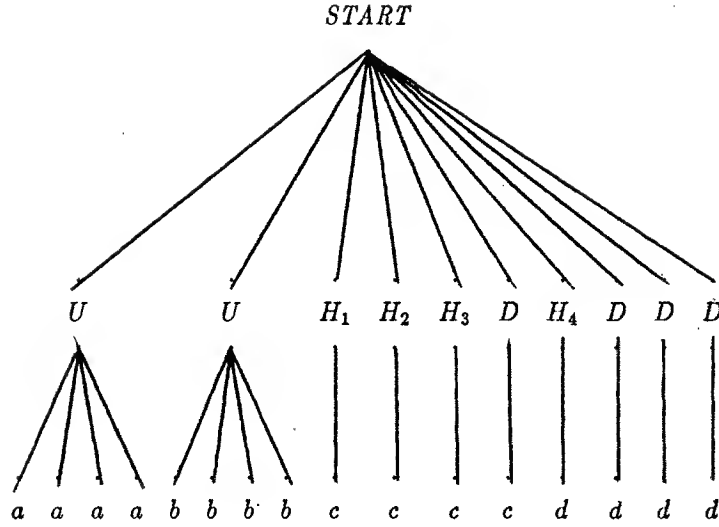 START
U U H₁ H₂ H₃ D H₄ D D D
a a a a b b b b c c c c d d d d